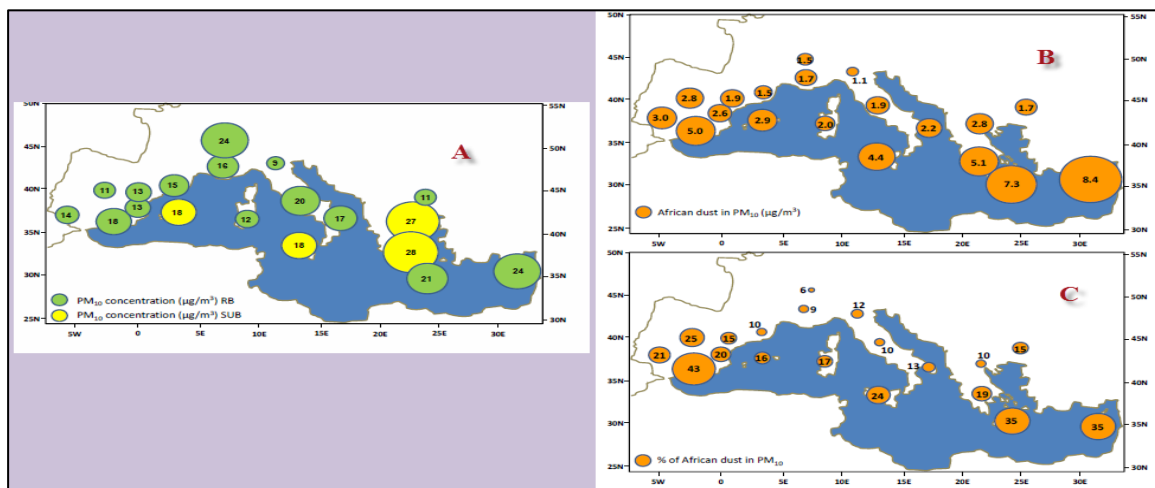 A
50N
45N
40N
35N
30N
25N
55N
50N
45N
40N
35N
30N
5W 0 5E 10E 15E 20E 25E 30E
24
16
9
15
11
13
13
14
18
18
12
20
17
18
11
27
28
21
24
PM₁₀ concentration (µg/m³) RB
PM₁₀ concentration (µg/m³) SUB
B
50N
45N
40N
35N
30N
25N
55N
50N
45N
40N
35N
30N
5W 0 5E 10E 15E 20E 25E 30E
1.5
1.7
1.1
1.5
1.9
2.8
2.6
3.0
5.0
2.9
2.0
1.9
2.2
4.4
2.8
1.7
5.1
7.3
8.4
African dust in PM₁₀ (µg/m³)
C
50N
45N
40N
35N
30N
25N
55N
50N
45N
40N
35N
30N
5W 0 5E 10E 15E 20E 25E 30E
6
9
12
10
15
25
20
21
43
16
17
10
13
24
10
15
19
35
35
% of African dust in PM₁₀